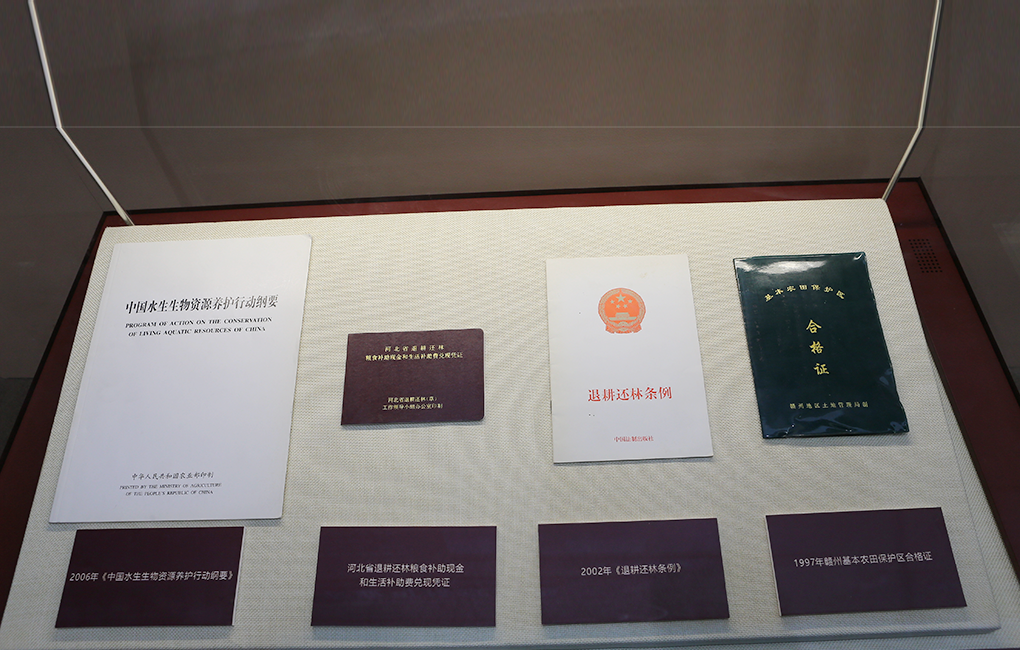 中国水生生物资源养护行动纲要
PROGRAM OF ACTION ON THE CONSERVATION
OF LIVING AQUATIC RESOURCES OF CHINA
中华人民共和国农业部印制
PRINTED BY THE MINISTRY OF AGRICULTURE
OF THE PEOPLE'S REPUBLIC OF CHINA
河北省退耕还林
粮食补助现金和生活补助费兑现凭证
河北省退耕还林(草)
工作领导小组办公室印制
退耕还林条例
中国法制出版社
基本农田保护区
合格证
赣州地区土地管理局制
2006年《中国水生生物资源养护行动纲要》
河北省退耕还林粮食补助现金
和生活补助费兑现凭证
2002年《退耕还林条例》
1997年赣州基本农田保护区合格证